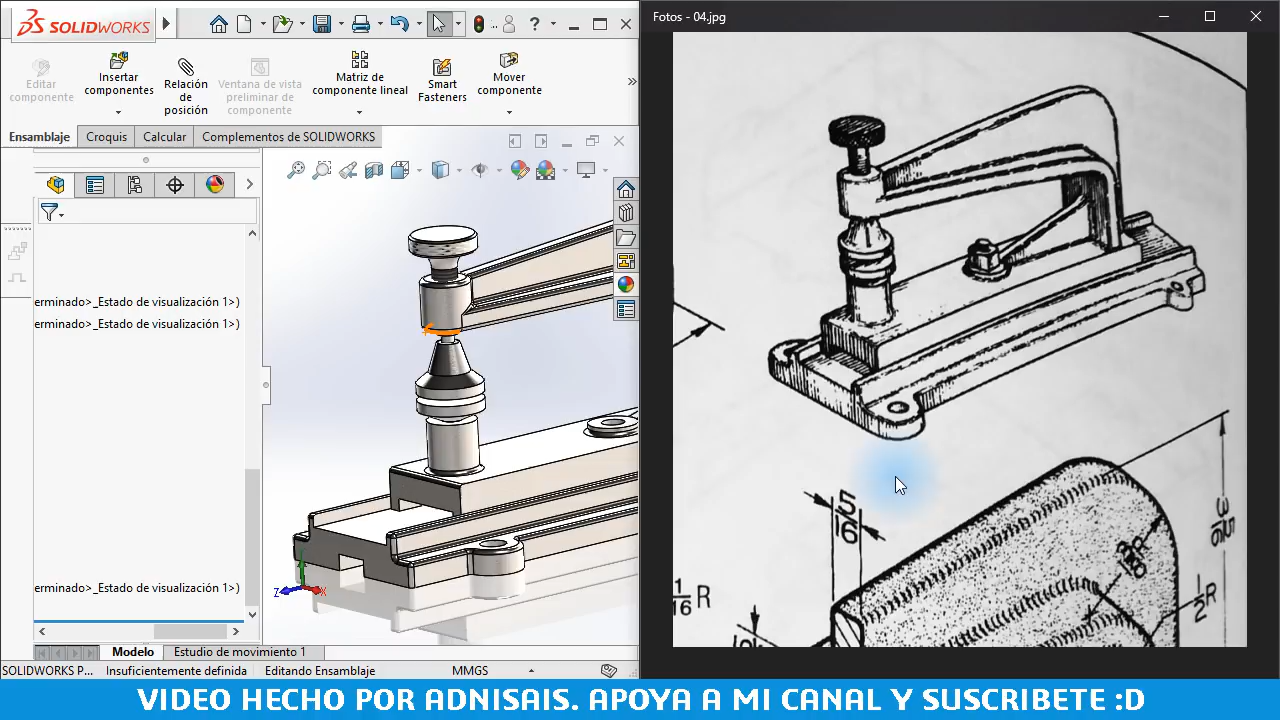 SOLIDWORKS
Fotos - 04.jpg
Editar componente
Insertar componentes
Relación de posición
Ventana de vista preliminar de componente
Matriz de componente lineal
Smart Fasteners
Mover componente
Ensamblaje
Croquis
Calcular
Complementos de SOLIDWORKS
erminado>_Estado de visualización 1>)
erminado>_Estado de visualización 1>)
erminado>_Estado de visualización 1>)
Z
X
Modelo
Estudio de movimiento 1
SOLIDWORKS P...
Insuficientemente definida
Editando Ensamblaje
MMGS
5/16
1/16 R
1/2 R
VIDEO HECHO POR ADNISAIS. APOYA A MI CANAL Y SUSCRIBETE :D